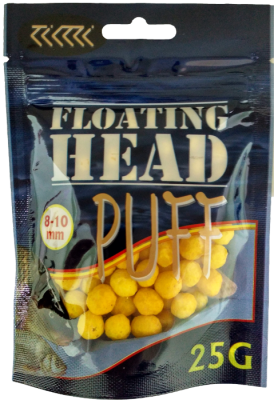 FLOATING
HEAD
PUFF
8-10
mm
25G